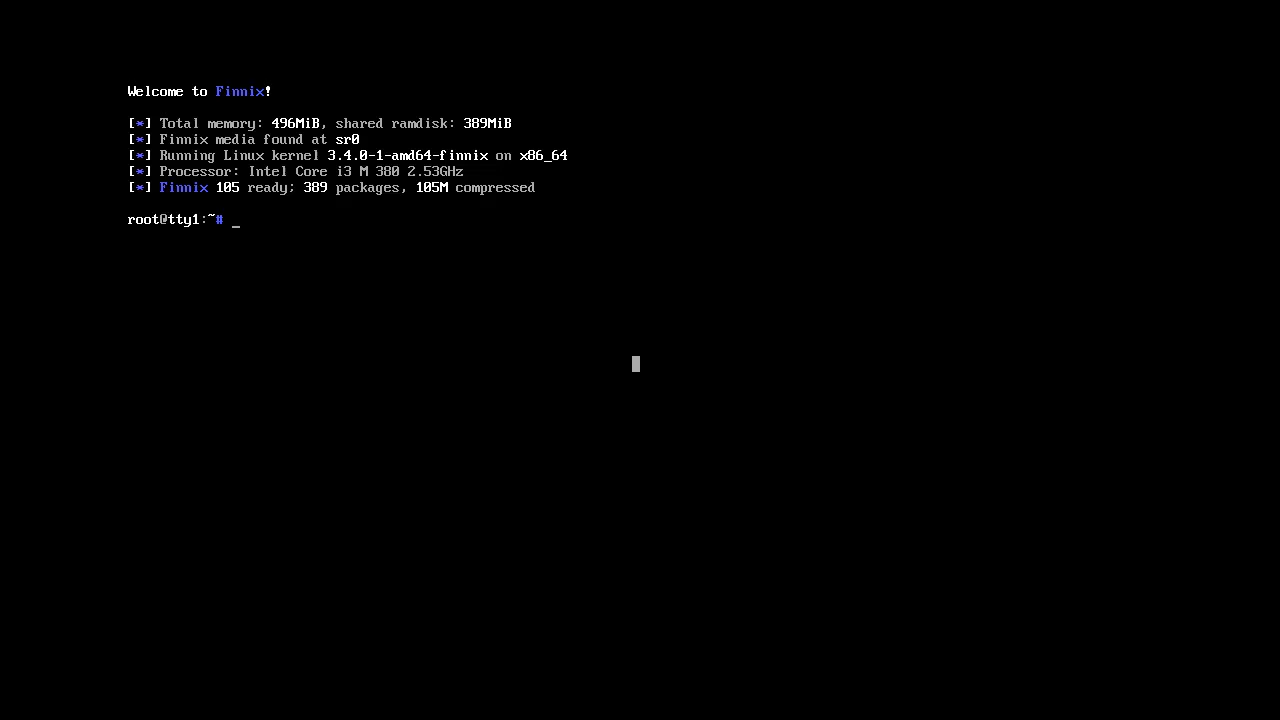 Welcome to Finnix!
[*] Total memory: 496MiB, shared ramdisk: 389MiB
[*] Finnix media found at sr0
[*] Running Linux kernel 3.4.0-1-amd64-finnix on x86_64
[*] Processor: Intel Core i3 M 380 2.53GHz
[*] Finnix 105 ready; 389 packages, 105M compressed
root@tty1:~# _